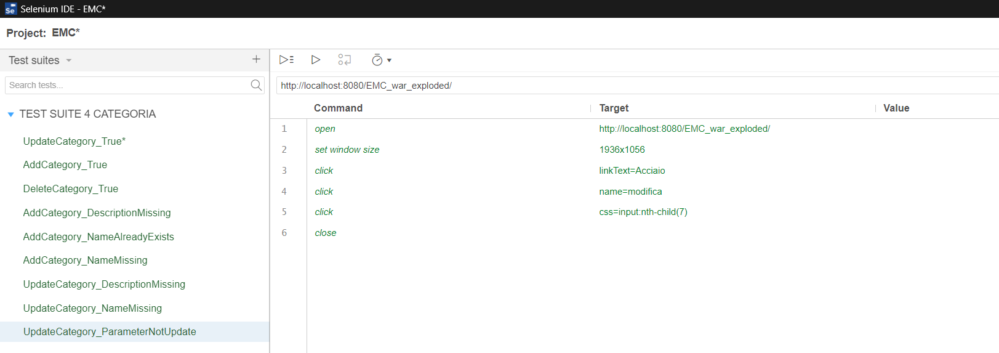 Selenium IDE - EMC*
Project: EMC*
Test suites
Search tests...
http://localhost:8080/EMC_war_exploded/
TEST SUITE 4 CATEGORIA
UpdateCategory_True*
AddCategory_True
DeleteCategory_True
AddCategory_DescriptionMissing
AddCategory_NameAlreadyExists
AddCategory_NameMissing
UpdateCategory_DescriptionMissing
UpdateCategory_NameMissing
UpdateCategory_ParameterNotUpdate
Command Target Value
1 open http://localhost:8080/EMC_war_exploded/
2 set window size 1936x1056
3 click linkText=Acciaio
4 click name=modifica
5 click css=input:nth-child(7)
6 close